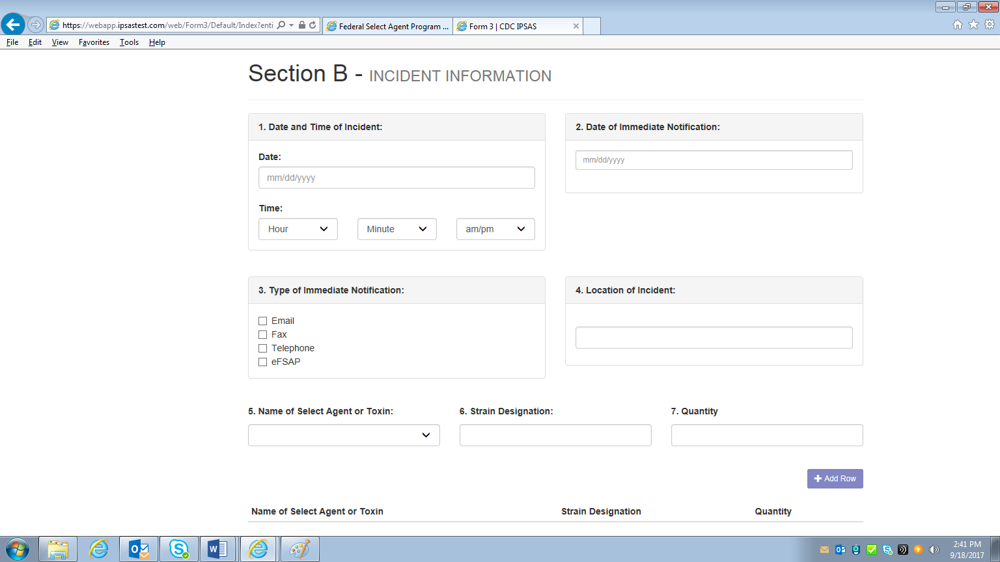 https://webapp.ipsastest.com/web/Form3/Default/Index?enti
Federal Select Agent Program ...
Form 3 | CDC IPSAS
File Edit View Favorites Tools Help
Section B - INCIDENT INFORMATION
1. Date and Time of Incident:
2. Date of Immediate Notification:
Date:
mm/dd/yyyy
mm/dd/yyyy
Time:
Hour Minute am/pm
3. Type of Immediate Notification:
4. Location of Incident:
Email
Fax
Telephone
eFSAP
5. Name of Select Agent or Toxin: 6. Strain Designation: 7. Quantity
Add Row
Name of Select Agent or Toxin Strain Designation Quantity
2:41 PM
9/18/2017